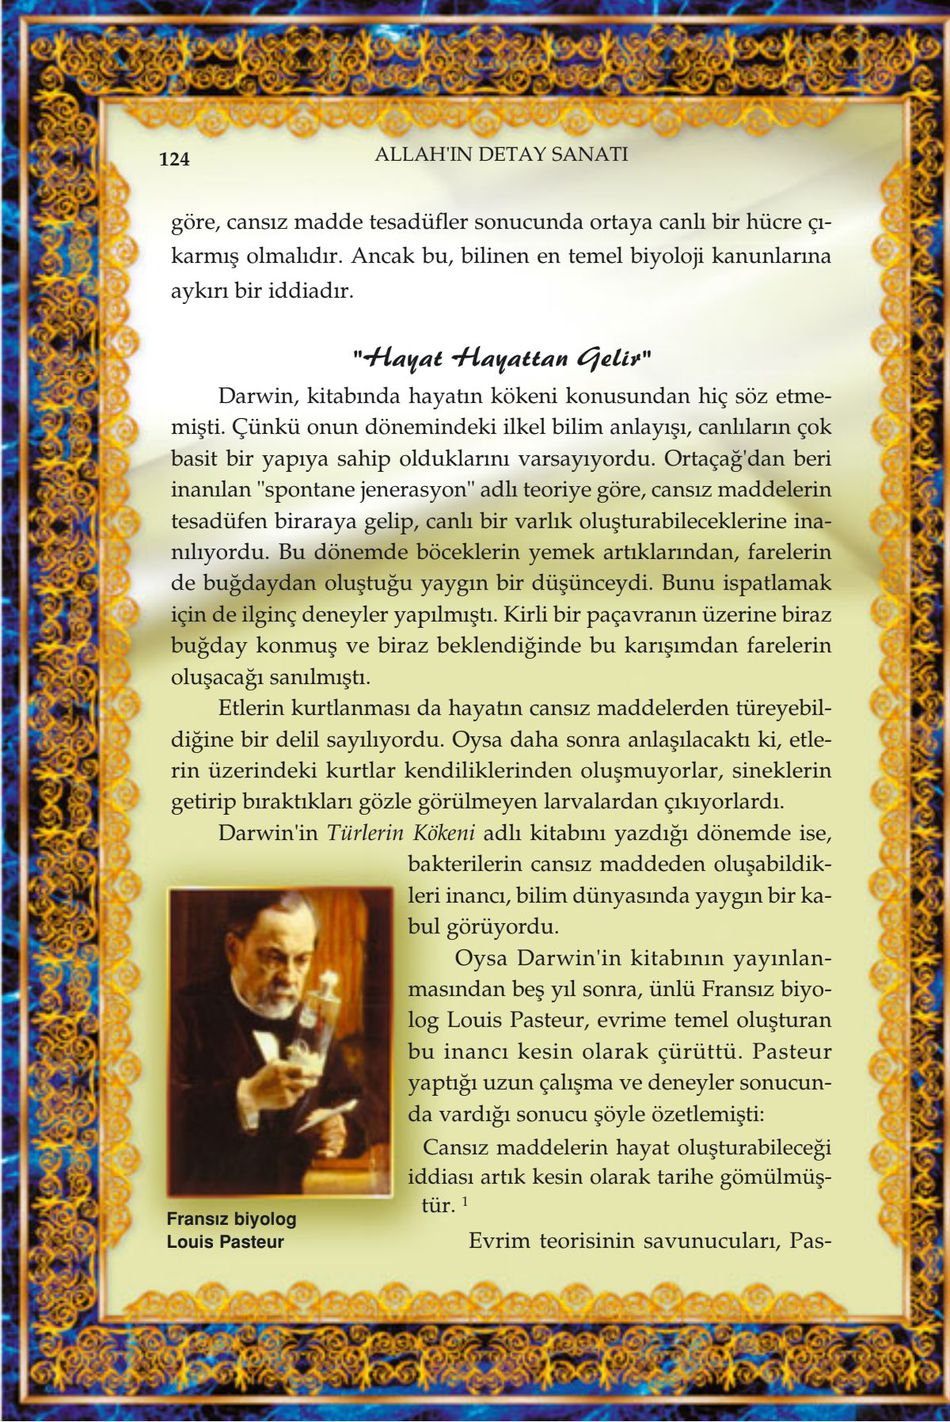 124
ALLAH'IN DETAY SANATI
göre, cansız madde tesadüfler sonucunda ortaya canlı bir hücre çı-
karmış olmalıdır. Ancak bu, bilinen en temel biyoloji kanunlarına
aykırı bir iddiadır.
"Hayat Hayattan Gelir"
Darwin, kitabında hayatın kökeni konusundan hiç söz etme-
mişti. Çünkü onun dönemindeki ilkel bilim anlayışı, canlıların çok
basit bir yapıya sahip olduklarını varsayıyordu. Ortaçağ'dan beri
inanılan "spontane jenerasyon" adlı teoriye göre, cansız maddelerin
tesadüfen biraraya gelip, canlı bir varlık oluşturabileceklerine ina-
nılıyordu. Bu dönemde böceklerin yemek artıklarından, farelerin
de buğdaydan oluştuğu yaygın bir düşünceydi. Bunu ispatlamak
için de ilginç deneyler yapılmıştı. Kirli bir paçavranın üzerine biraz
buğday konmuş ve biraz beklendiğinde bu karışımdan farelerin
oluşacağı sanılmıştı.
Etlerin kurtlanması da hayatın cansız maddelerden türeyebil-
diğine bir delil sayılıyordu. Oysa daha sonra anlaşılacaktı ki, etle-
rin üzerindeki kurtlar kendiliklerinden oluşmuyorlar, sineklerin
getirip bıraktıkları gözle görülmeyen larvalardan çıkıyorlardı.
Darwin'in Türlerin Kökeni adlı kitabını yazdığı dönemde ise,
bakterilerin cansız maddeden oluşabildik-
leri inancı, bilim dünyasında yaygın bir ka-
bul görüyordu.
Oysa Darwin'in kitabının yayınlan-
masından beş yıl sonra, ünlü Fransız biyo-
log Louis Pasteur, evrime temel oluşturan
bu inancı kesin olarak çürüttü. Pasteur
yaptığı uzun çalışma ve deneyler sonucun-
da vardığı sonucu şöyle özetlemişti:
Cansız maddelerin hayat oluşturabileceği
iddiası artık kesin olarak tarihe gömülmüş-
tür. 1
Evrim teorisinin savunucuları, Pas-
Fransız biyolog
Louis Pasteur